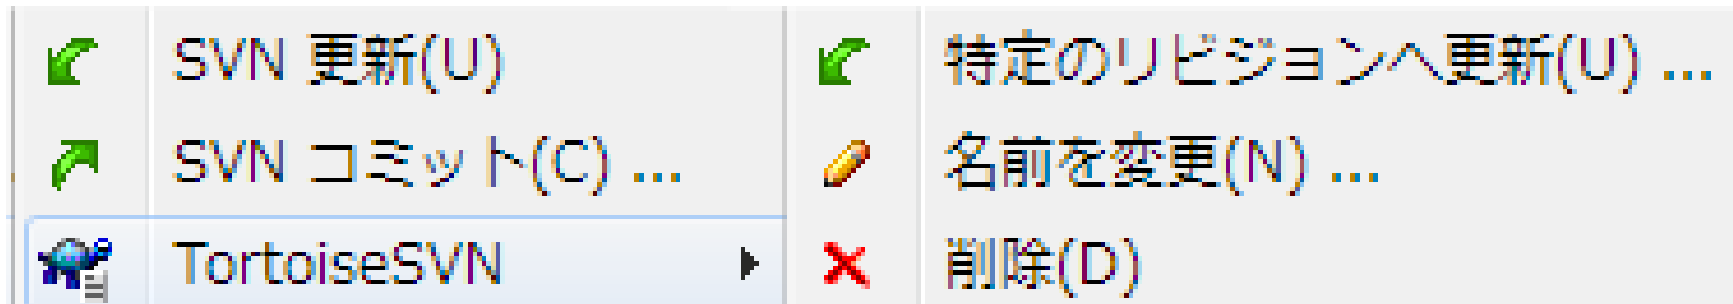 SVN 更新(U)
SVN コミット(C) ...
TortoiseSVN
特定のリビジョンへ更新(U) ...
名前を変更(N) ...
削除(D)